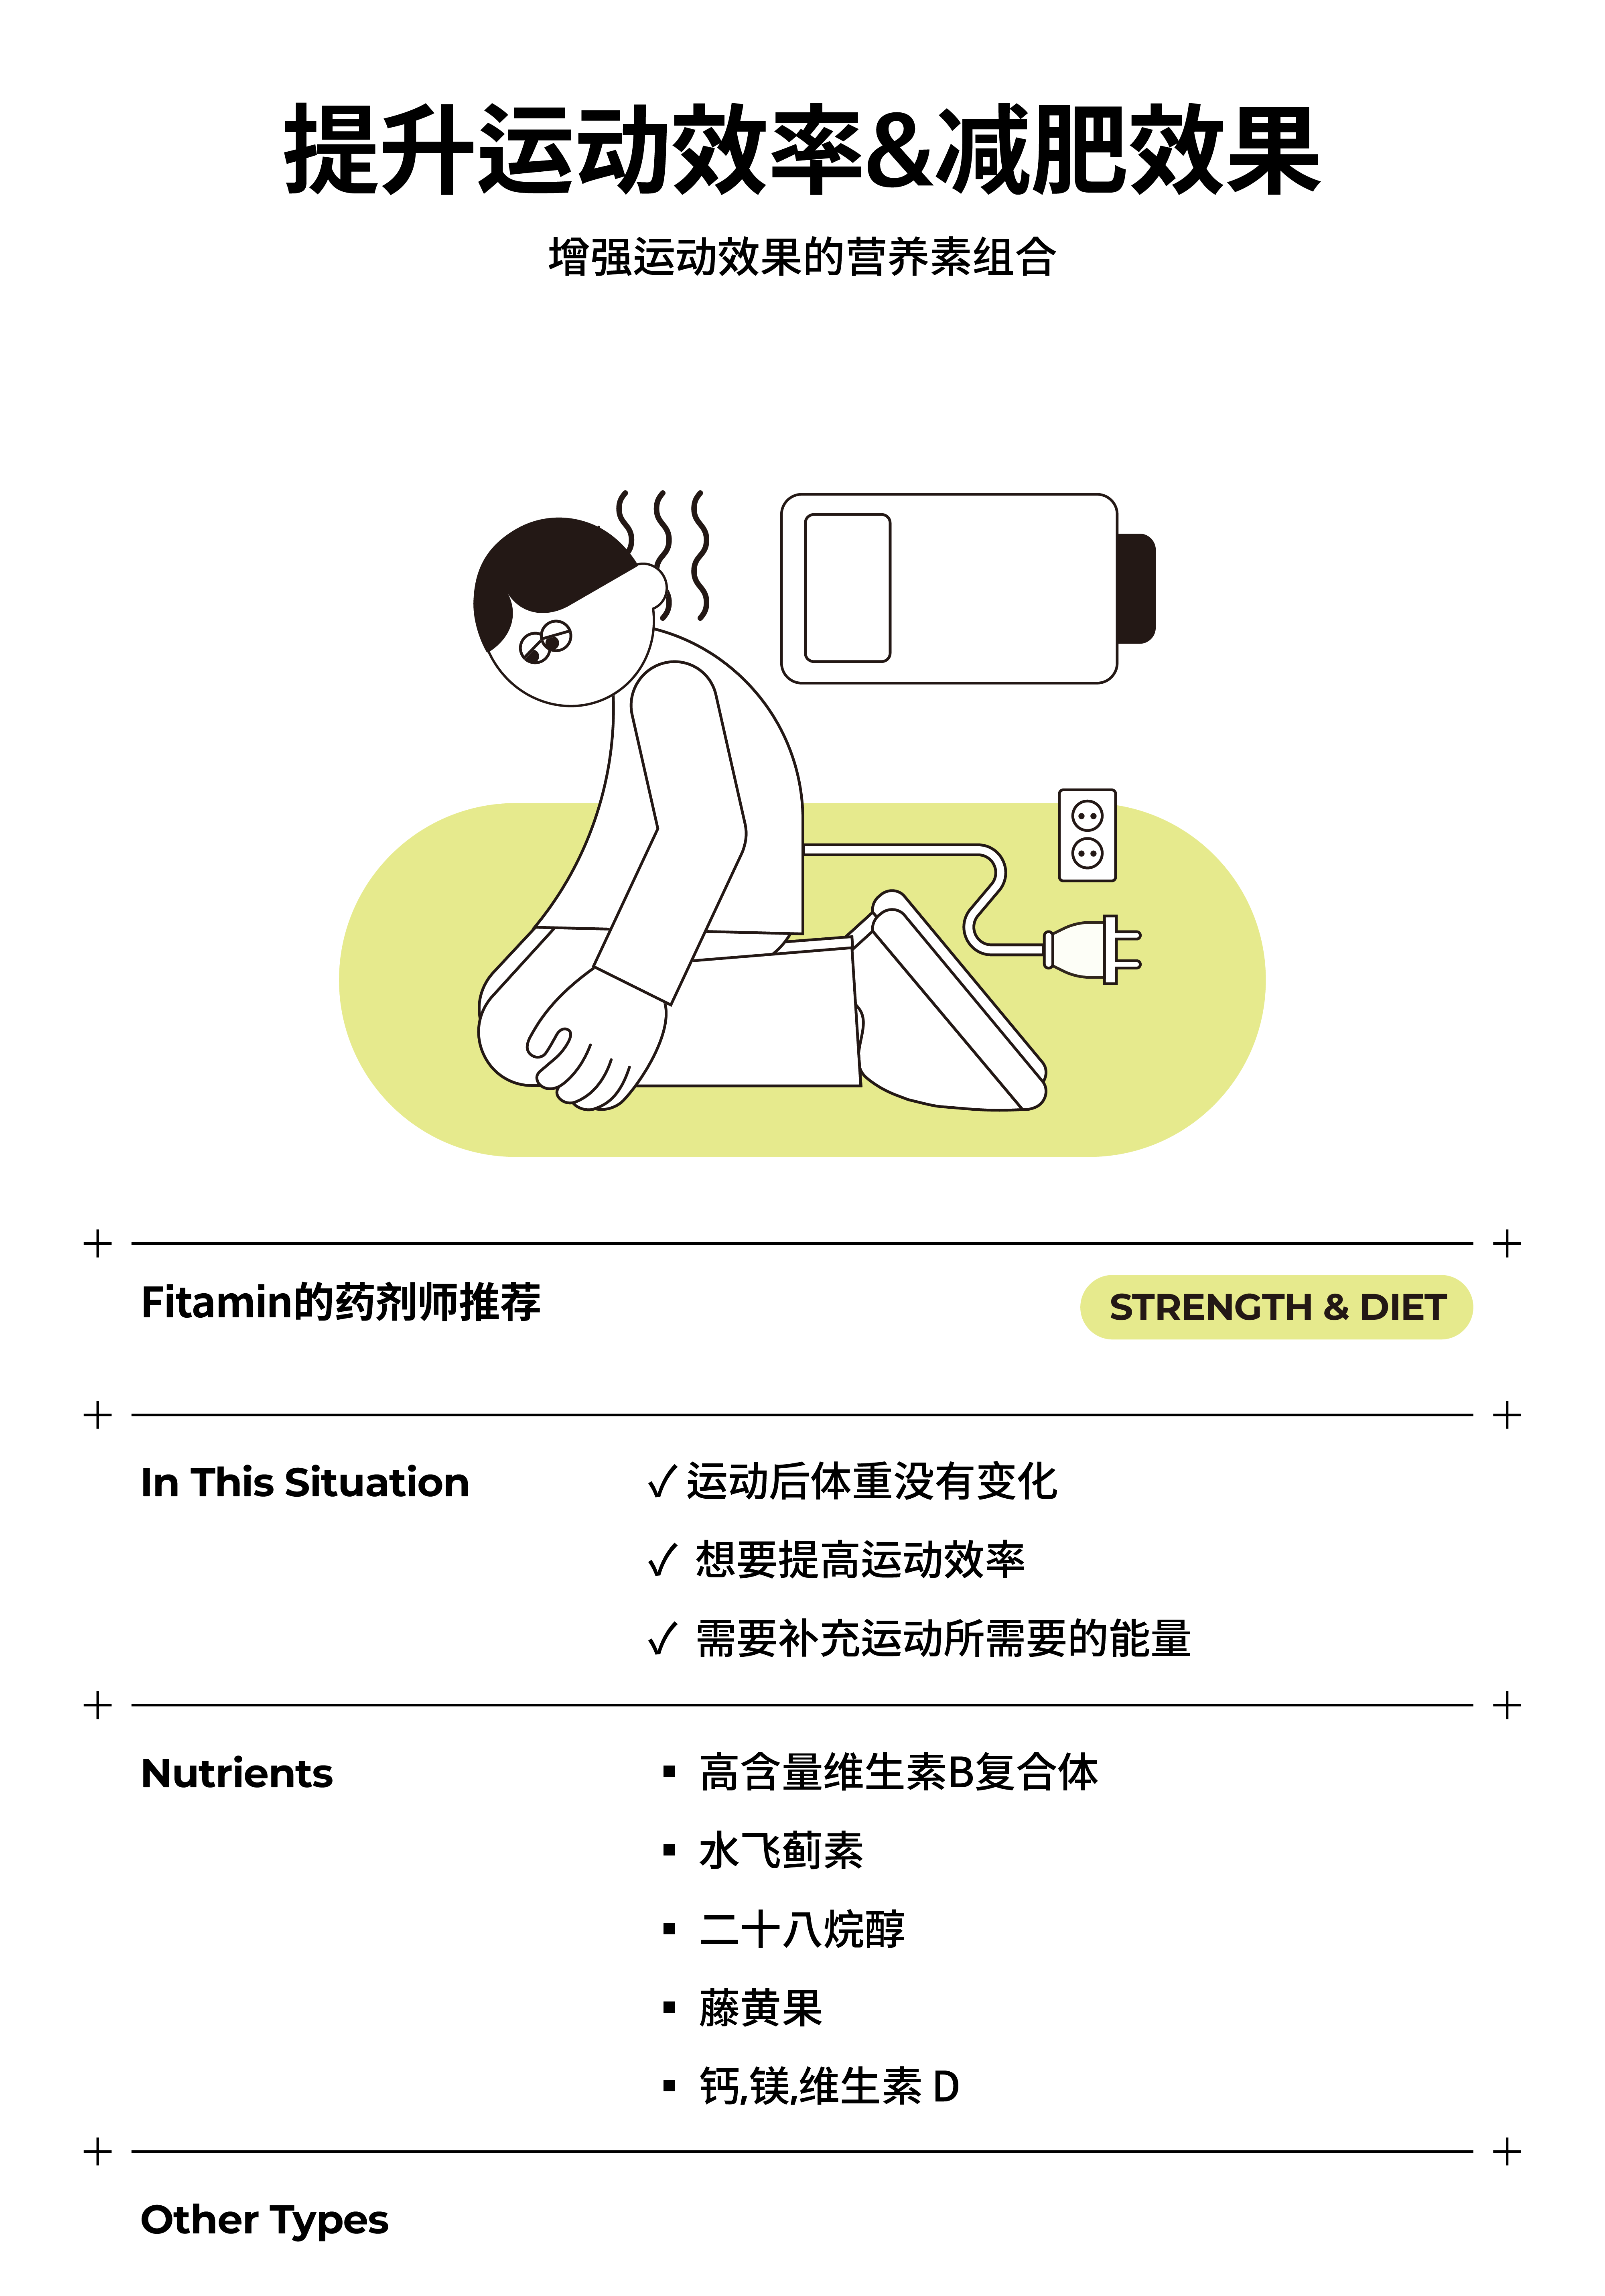 提升运动效率&减肥效果
增强运动效果的营养素组合
Fitamin的药剂师推荐
STRENGTH & DIET
In This Situation
✓ 运动后体重没有变化
✓ 想要提高运动效率
✓ 需要补充运动所需要的能量
Nutrients
▪ 高含量维生素B复合体
▪ 水飞蓟素
▪ 二十八烷醇
▪ 藤黄果
▪ 钙,镁,维生素 D
Other Types